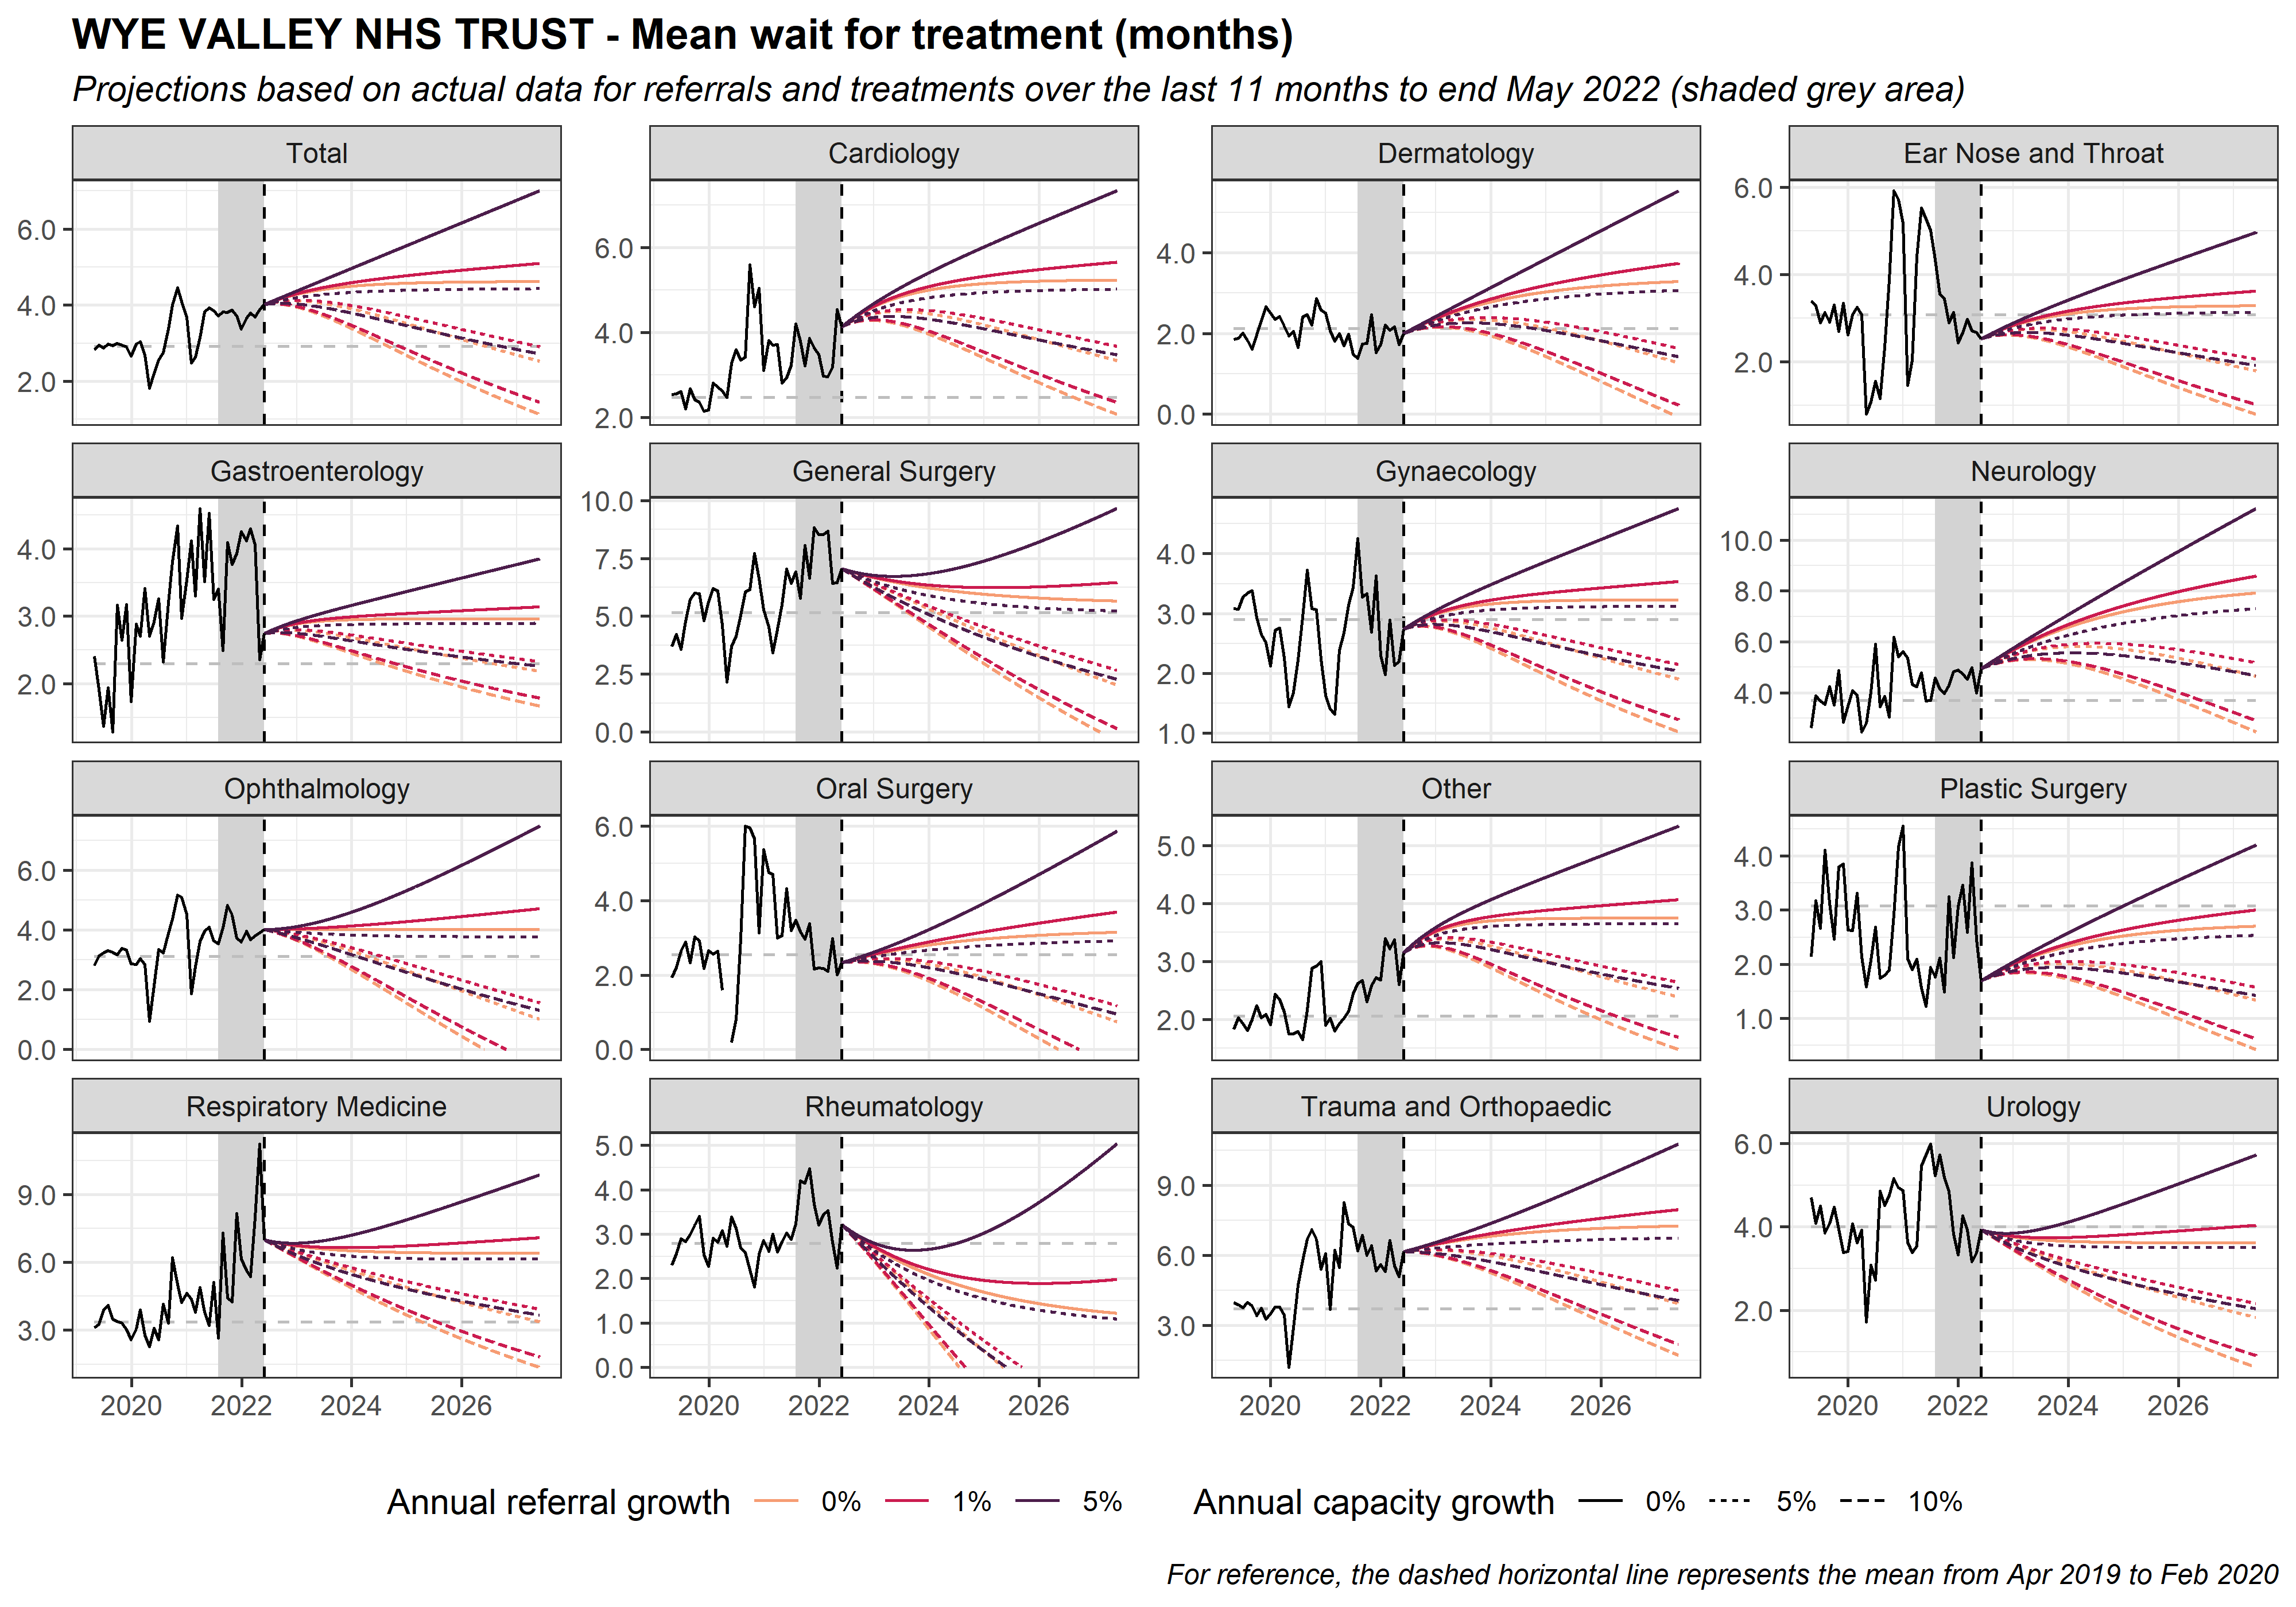 WYE VALLEY NHS TRUST - Mean wait for treatment (months)
Projections based on actual data for referrals and treatments over the last 11 months to end May 2022 (shaded grey area)
Total
Cardiology
Dermatology
Ear Nose and Throat
6.0
4.0
2.0
6.0
4.0
2.0
4.0
2.0
0.0
6.0
4.0
2.0
Gastroenterology
General Surgery
Gynaecology
Neurology
4.0
3.0
2.0
10.0
7.5
5.0
2.5
0.0
4.0
3.0
2.0
1.0
10.0
8.0
6.0
4.0
Ophthalmology
Oral Surgery
Other
Plastic Surgery
6.0
4.0
2.0
0.0
6.0
4.0
2.0
0.0
5.0
4.0
3.0
2.0
4.0
3.0
2.0
1.0
Respiratory Medicine
Rheumatology
Trauma and Orthopaedic
Urology
9.0
6.0
3.0
5.0
4.0
3.0
2.0
1.0
0.0
9.0
6.0
3.0
6.0
4.0
2.0
2020 2022 2024 2026
2020 2022 2024 2026
2020 2022 2024 2026
2020 2022 2024 2026
Annual referral growth 0% 1% 5%
Annual capacity growth 0% 5% 10%
For reference, the dashed horizontal line represents the mean from Apr 2019 to Feb 2020